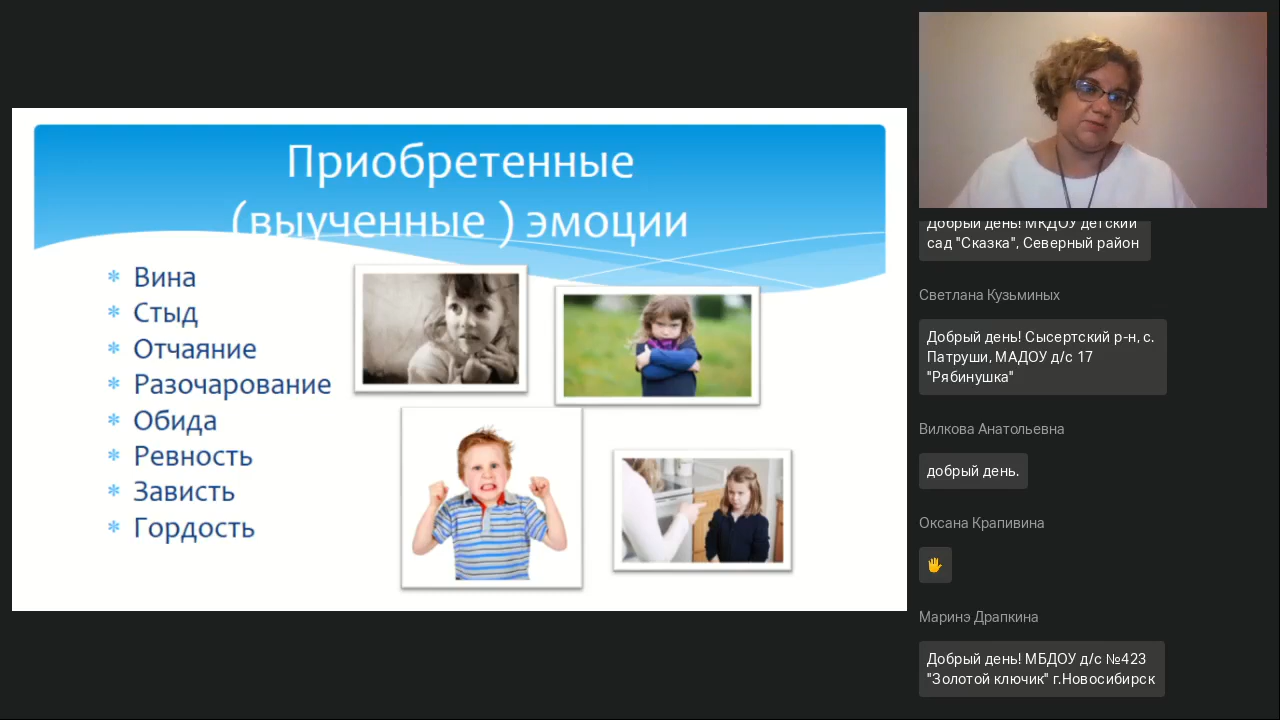 Приобретенные
(выученные ) эмоции
Вина
Стыд
Отчаяние
Разочарование
Обида
Ревность
Зависть
Гордость
Добрый день! МКДОУ детский
сад "Сказка", Северный район
Светлана Кузьминых
Добрый день! Сысертский р-н, с.
Патруши, МАДОУ д/с 17
"Рябинушка"
Вилкова Анатольевна
добрый день.
Оксана Крапивина
🖐
Маринэ Драпкина
Добрый день! МБДОУ д/с №423
"Золотой ключик" г.Новосибирск